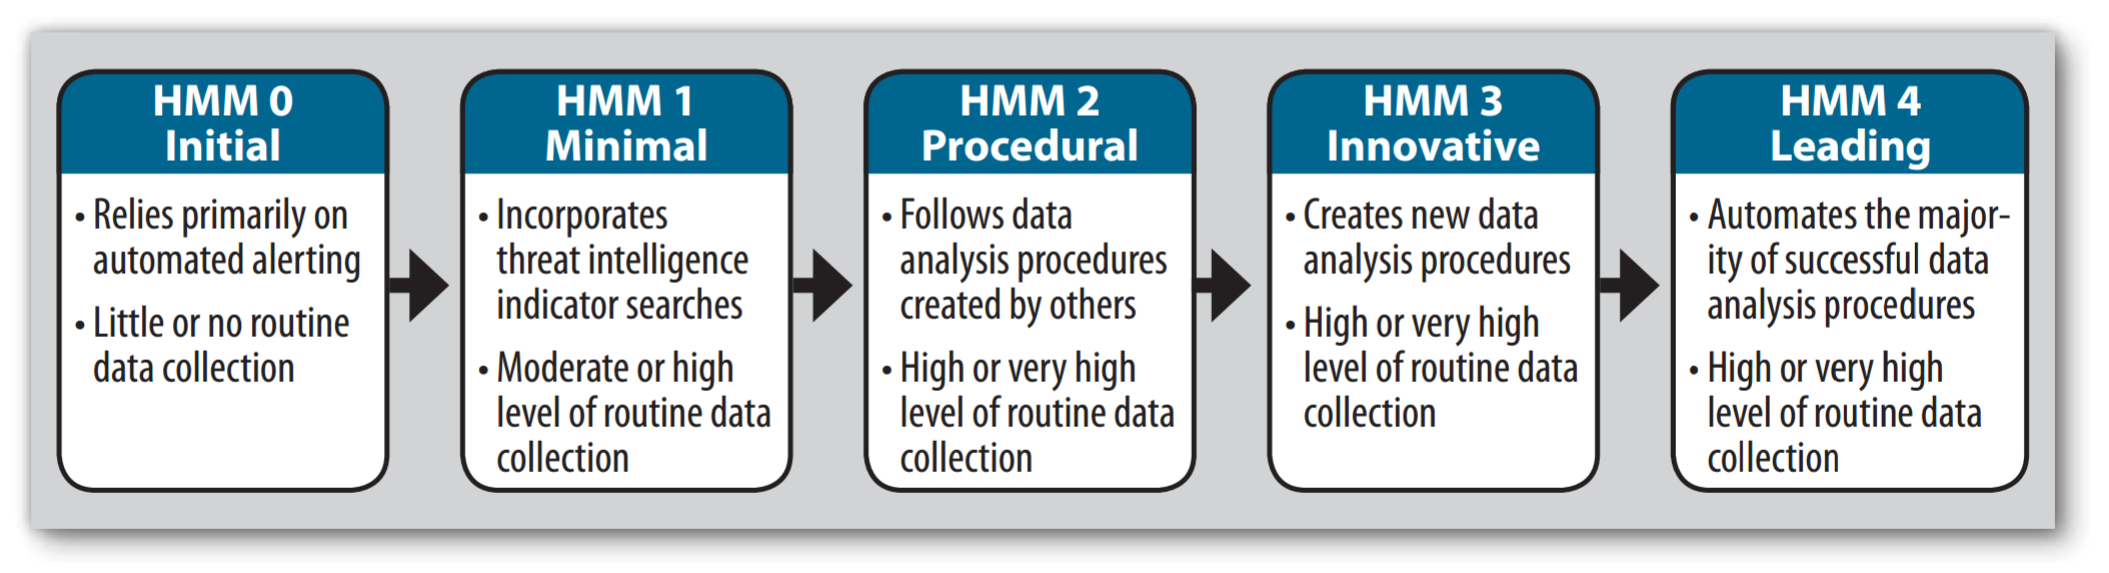 HMM 0
Initial
• Relies primarily on
automated alerting
• Little or no routine
data collection
HMM 1
Minimal
• Incorporates
threat intelligence
indicator searches
• Moderate or high
level of routine data
collection
HMM 2
Procedural
• Follows data
analysis procedures
created by others
• High or very high
level of routine data
collection
HMM 3
Innovative
• Creates new data
analysis procedures
• High or very high
level of routine data
collection
HMM 4
Leading
• Automates the major-
ity of successful data
analysis procedures
• High or very high
level of routine data
collection